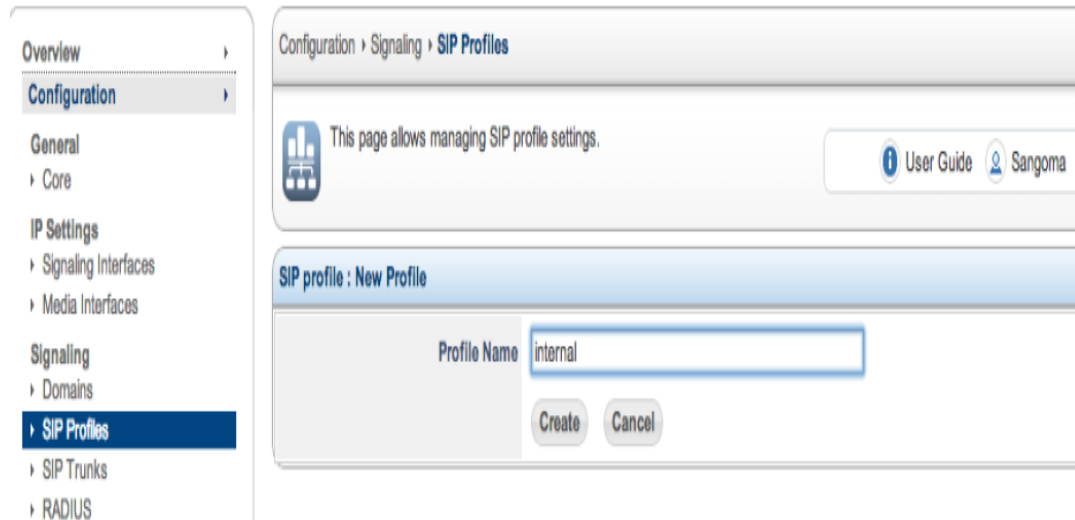 Overview
Configuration
General
Core
IP Settings
Signaling Interfaces
Media Interfaces
Signaling
Domains
SIP Profiles
SIP Trunks
RADIUS
Configuration › Signaling › SIP Profiles
This page allows managing SIP profile settings.
User Guide Sangoma
SIP profile : New Profile
Profile Name internal
Create Cancel